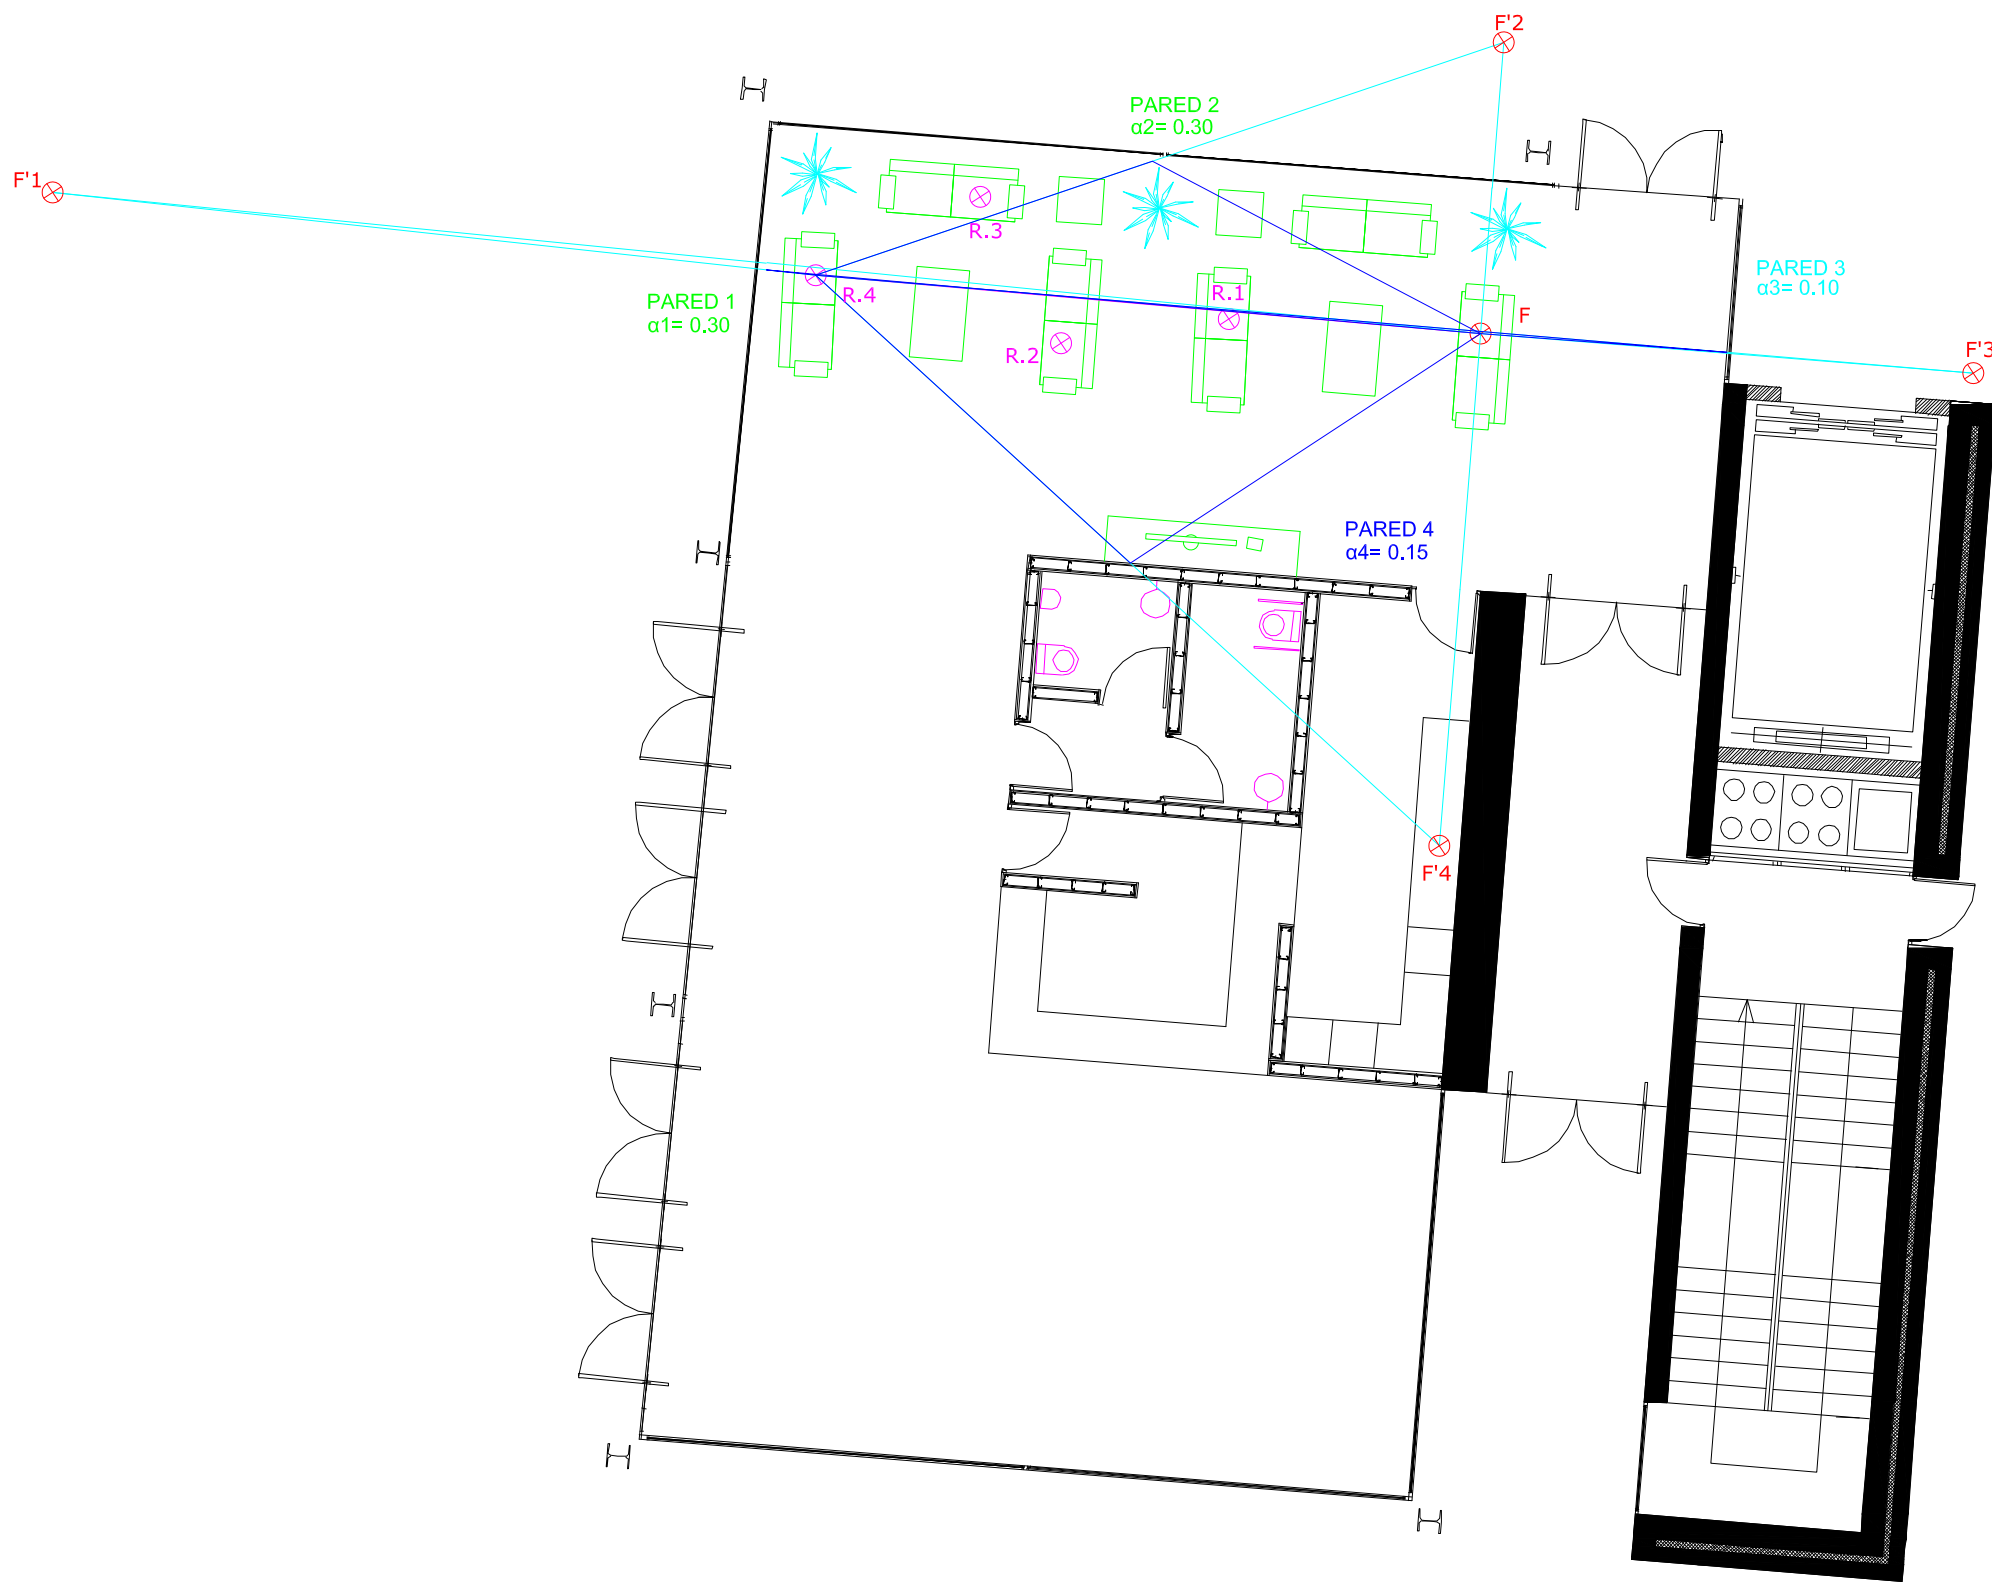 F'2
PARED 2
α2= 0.30
F'1
R.3
PARED 3
α3= 0.10
PARED 1
α1= 0.30
R.4
R.1
F
R.2
F'3
PARED 4
α4= 0.15
F'4